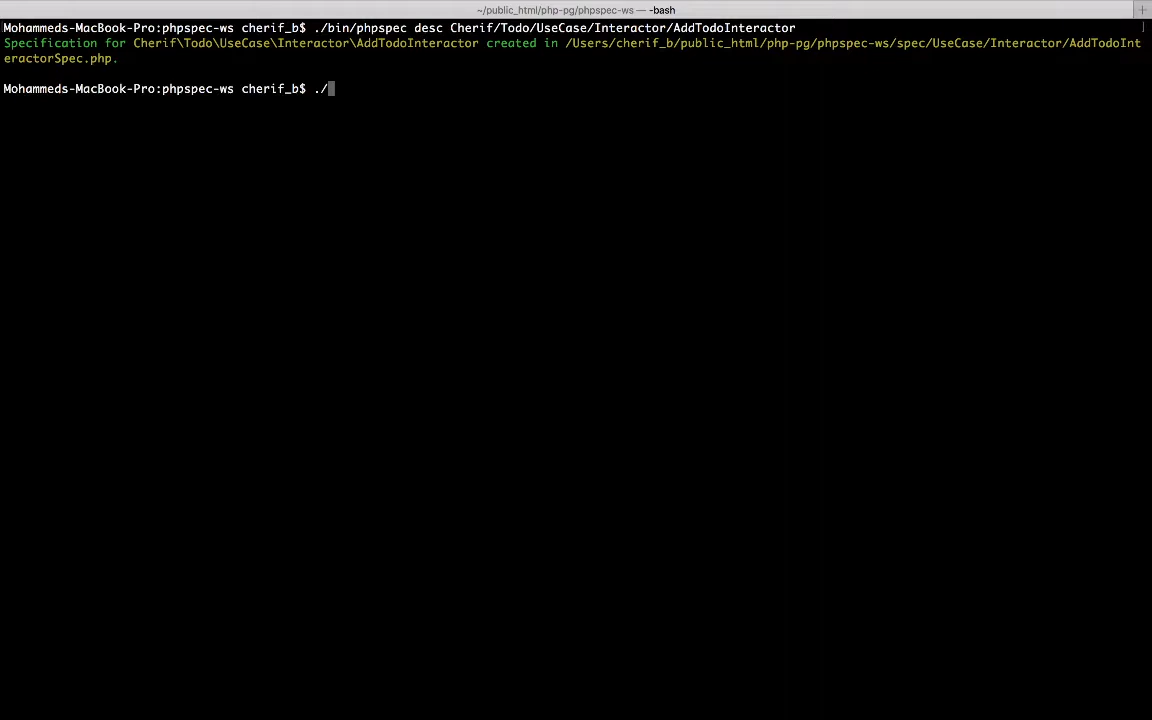 ~/public_html/php-pg/phpspec-ws — -bash
Mohammeds-MacBook-Pro:phpspec-ws cherif_b$ ./bin/phpspec desc Cherif/Todo/UseCase/Interactor/AddTodoInteractor
Specification for Cherif\Todo\UseCase\Interactor\AddTodoInteractor created in /Users/cherif_b/public_html/php-pg/phpspec-ws/spec/UseCase/Interactor/AddTodoInt
eractorSpec.php.
Mohammeds-MacBook-Pro:phpspec-ws cherif_b$ ./